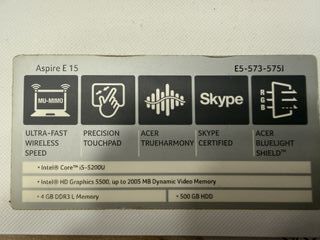 Aspire E 15 E5-573-575J
MU-MIMO Skype R G B
ULTRA-FAST WIRELESS SPEED
PRECISION TOUCHPAD
ACER TRUEHARMONY
SKYPE CERTIFIED
ACER BLUELIGHT SHIELD™
• Intel® Core™ i5-5200U
• Intel® HD Graphics 5500, up to 2005 MB Dynamic Video Memory
• 4 GB DDR3 L Memory • 500 GB HDD